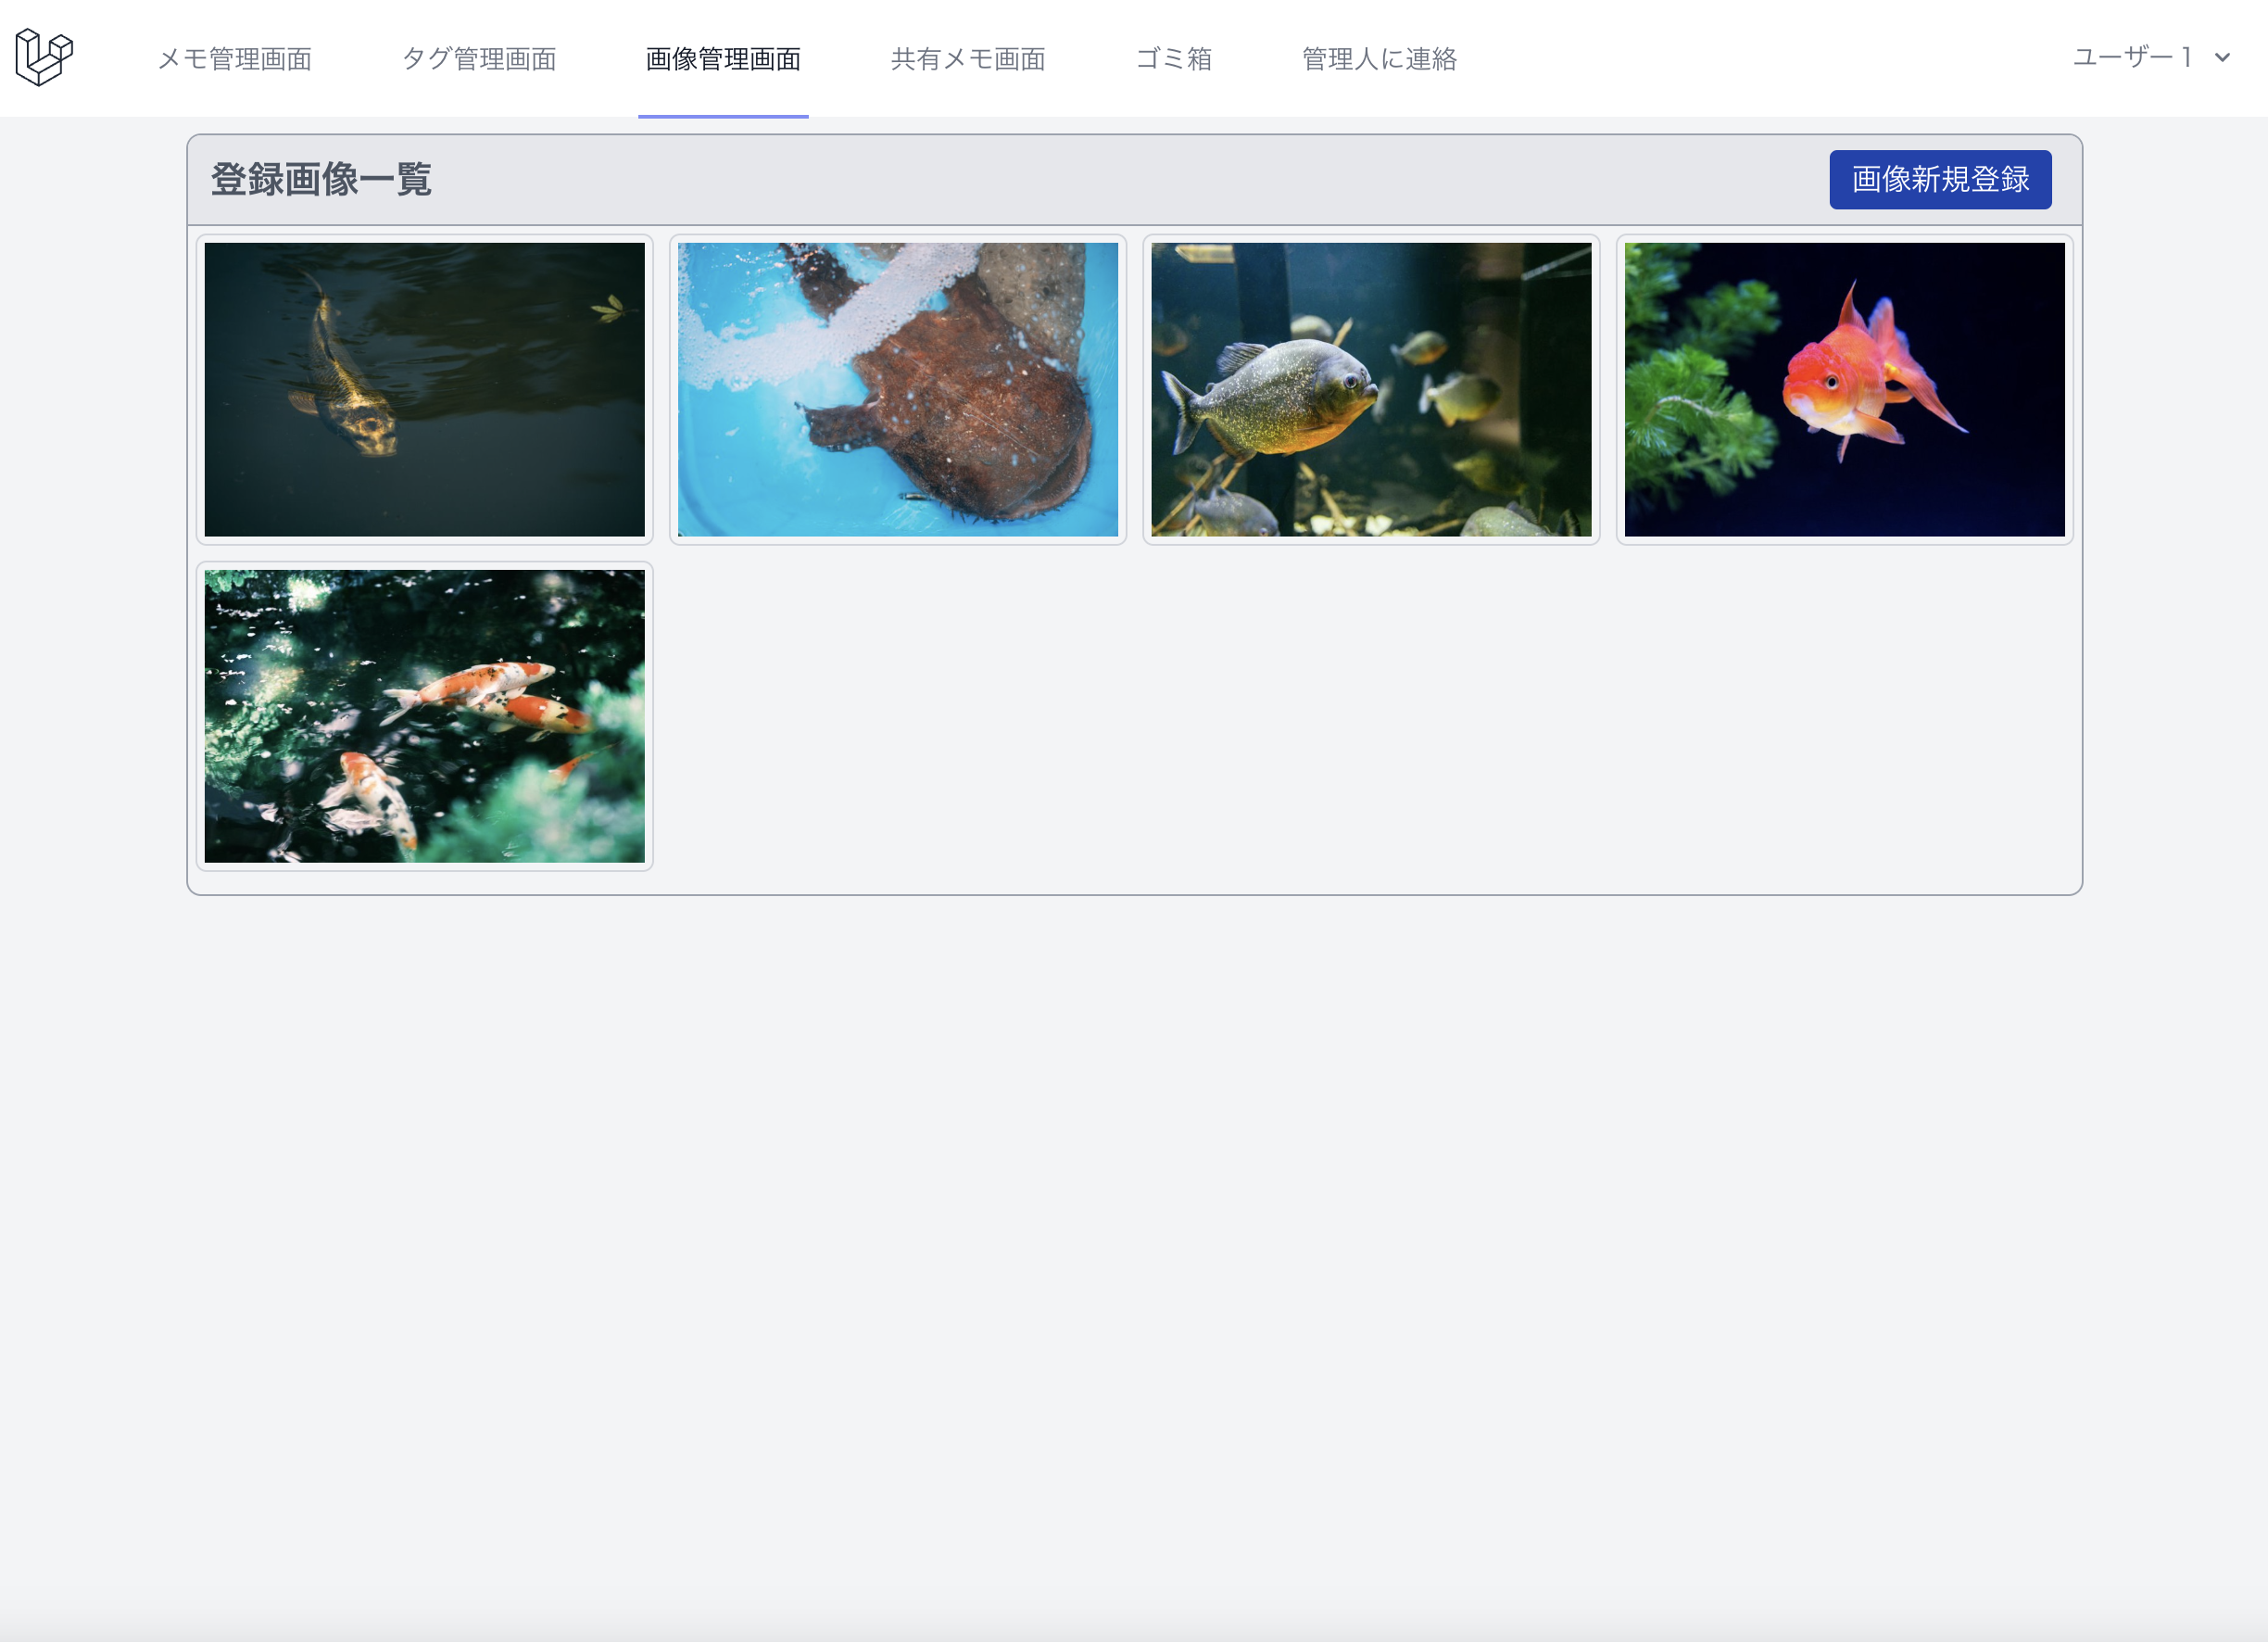 メモ管理画面
タグ管理画面
画像管理画面
共有メモ画面
ゴミ箱
管理人に連絡
ユーザー1
登録画像一覧
画像新規登録